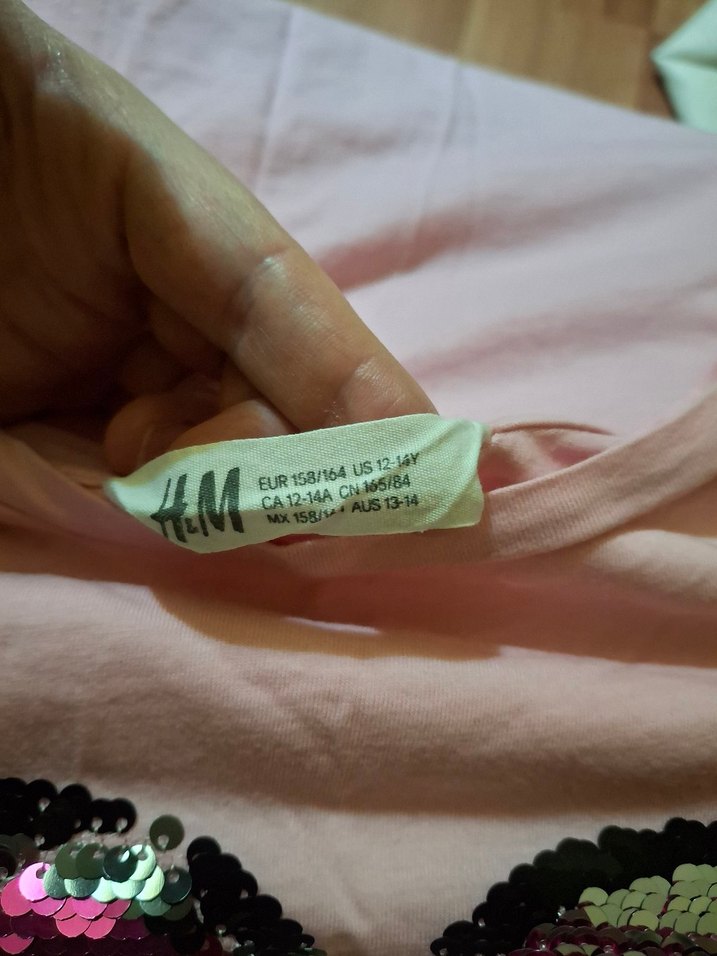 H&M
EUR 158/164 US 12-14Y
CA 12-14A CN 165/84
MX AUS 13-14